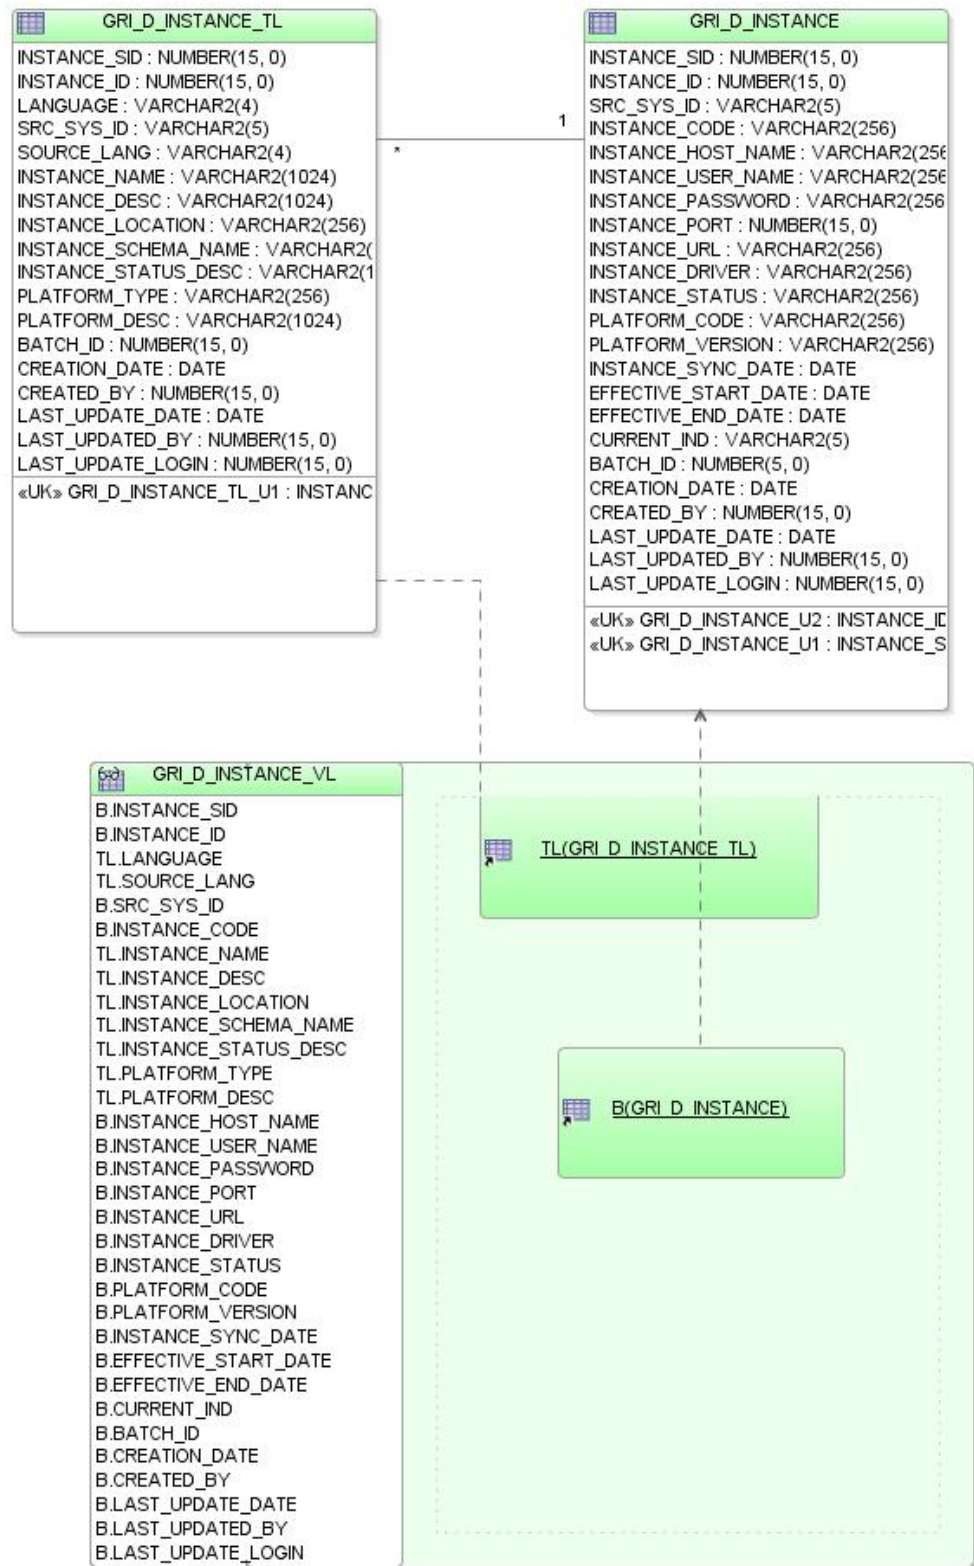 GRI_D_INSTANCE_TL
INSTANCE_SID : NUMBER(15, 0)
INSTANCE_ID : NUMBER(15, 0)
LANGUAGE : VARCHAR2(4)
SRC_SYS_ID : VARCHAR2(5)
SOURCE_LANG : VARCHAR2(4)
INSTANCE_NAME : VARCHAR2(1024)
INSTANCE_DESC : VARCHAR2(1024)
INSTANCE_LOCATION : VARCHAR2(256)
INSTANCE_SCHEMA_NAME : VARCHAR2(
INSTANCE_STATUS_DESC : VARCHAR2(1
PLATFORM_TYPE : VARCHAR2(256)
PLATFORM_DESC : VARCHAR2(1024)
BATCH_ID : NUMBER(15, 0)
CREATION_DATE : DATE
CREATED_BY : NUMBER(15, 0)
LAST_UPDATE_DATE : DATE
LAST_UPDATED_BY : NUMBER(15, 0)
LAST_UPDATE_LOGIN : NUMBER(15, 0)
«UK» GRI_D_INSTANCE_TL_U1 : INSTANC
*
1
GRI_D_INSTANCE
INSTANCE_SID : NUMBER(15, 0)
INSTANCE_ID : NUMBER(15, 0)
SRC_SYS_ID : VARCHAR2(5)
INSTANCE_CODE : VARCHAR2(256)
INSTANCE_HOST_NAME : VARCHAR2(256
INSTANCE_USER_NAME : VARCHAR2(256
INSTANCE_PASSWORD : VARCHAR2(256
INSTANCE_PORT : NUMBER(15, 0)
INSTANCE_URL : VARCHAR2(256)
INSTANCE_DRIVER : VARCHAR2(256)
INSTANCE_STATUS : VARCHAR2(256)
PLATFORM_CODE : VARCHAR2(256)
PLATFORM_VERSION : VARCHAR2(256)
INSTANCE_SYNC_DATE : DATE
EFFECTIVE_START_DATE : DATE
EFFECTIVE_END_DATE : DATE
CURRENT_IND : VARCHAR2(5)
BATCH_ID : NUMBER(5, 0)
CREATION_DATE : DATE
CREATED_BY : NUMBER(15, 0)
LAST_UPDATE_DATE : DATE
LAST_UPDATED_BY : NUMBER(15, 0)
LAST_UPDATE_LOGIN : NUMBER(15, 0)
«UK» GRI_D_INSTANCE_U2 : INSTANCE_ID
«UK» GRI_D_INSTANCE_U1 : INSTANCE_S
GRI_D_INSTANCE_VL
B.INSTANCE_SID
B.INSTANCE_ID
TL.LANGUAGE
TL.SOURCE_LANG
B.SRC_SYS_ID
B.INSTANCE_CODE
TL.INSTANCE_NAME
TL.INSTANCE_DESC
TL.INSTANCE_LOCATION
TL.INSTANCE_SCHEMA_NAME
TL.INSTANCE_STATUS_DESC
TL.PLATFORM_TYPE
TL.PLATFORM_DESC
B.INSTANCE_HOST_NAME
B.INSTANCE_USER_NAME
B.INSTANCE_PASSWORD
B.INSTANCE_PORT
B.INSTANCE_URL
B.INSTANCE_DRIVER
B.INSTANCE_STATUS
B.PLATFORM_CODE
B.PLATFORM_VERSION
B.INSTANCE_SYNC_DATE
B.EFFECTIVE_START_DATE
B.EFFECTIVE_END_DATE
B.CURRENT_IND
B.BATCH_ID
B.CREATION_DATE
B.CREATED_BY
B.LAST_UPDATE_DATE
B.LAST_UPDATED_BY
B.LAST_UPDATE_LOGIN
TL(GRI_D_INSTANCE_TL)
B(GRI_D_INSTANCE)